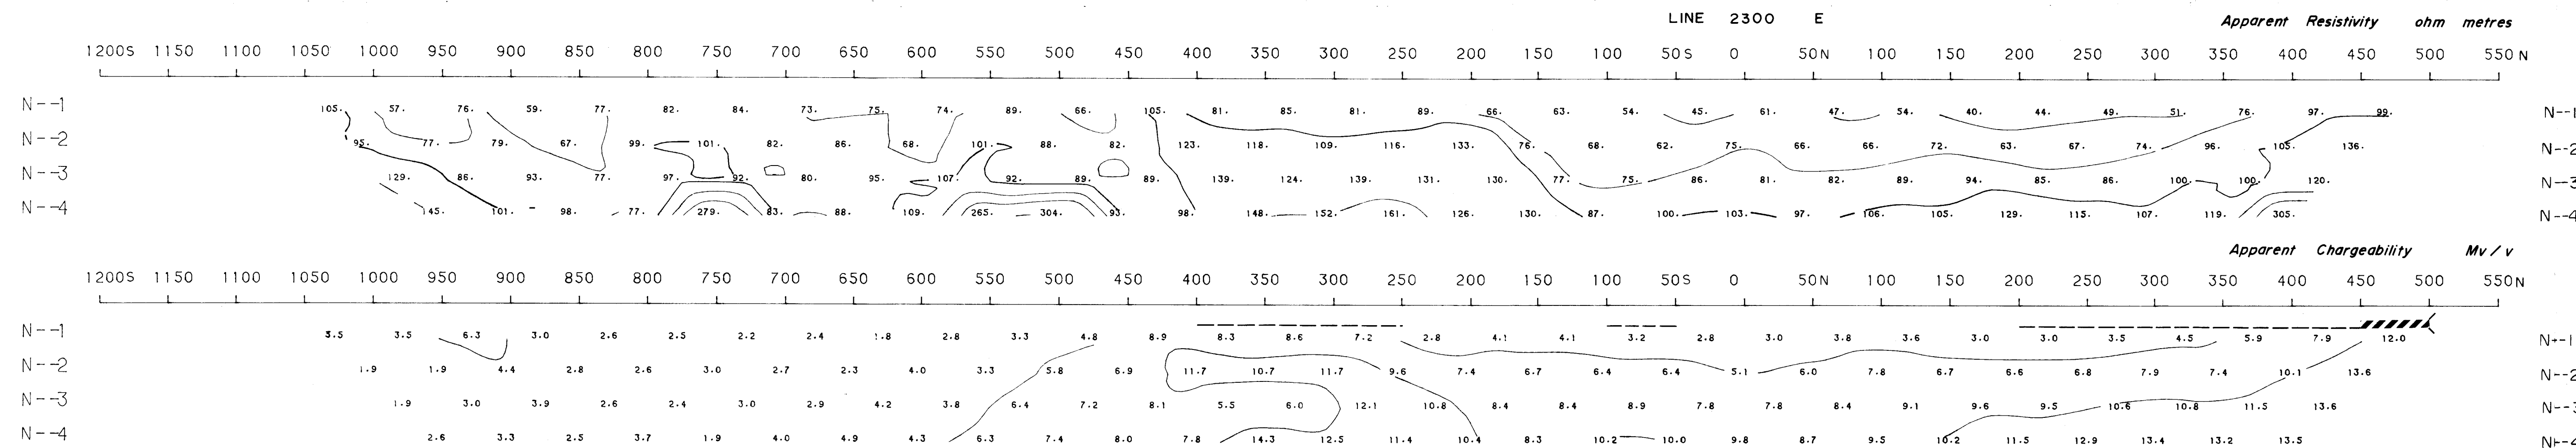 LINE 2300 E Apparent Resistivity ohm metres
1200S 1150 1100 1050 1000 950 900 850 800 750 700 650 600 550 500 450 400 350 300 250 200 150 100 50S 0 50N 100 150 200 250 300 350 400 450 500 550N
N--1 105. 57. 76. 59. 77. 82. 84. 73. 75. 74. 89. 66. 105. 81. 85. 81. 89. 66. 63. 54. 45. 61. 47. 54. 40. 44. 49. 51. 76. 97. 99. N--1
N--2 95. 77. 79. 67. 99. 101. 82. 86. 68. 101. 88. 82. 123. 118. 109. 116. 133. 76. 68. 62. 75. 66. 66. 72. 63. 67. 74. 96. 105. 136. N--2
N--3 129. 86. 93. 77. 97. 92. 80. 95. 107. 92. 89. 89. 139. 124. 139. 131. 130. 77. 75. 86. 81. 82. 89. 94. 85. 86. 100. 100. 120. N--3
N--4 145. 101. 98. 77. 279. 83. 88. 109. 265. 304. 93. 98. 148. 152. 161. 126. 130. 87. 100. 103. 97. 106. 105. 129. 115. 107. 119. 305. N--4
Apparent Chargeability Mv/v
1200S 1150 1100 1050 1000 950 900 850 800 750 700 650 600 550 500 450 400 350 300 250 200 150 100 50S 0 50N 100 150 200 250 300 350 400 450 500 550N
N--1 3.5 3.5 6.3 3.0 2.6 2.5 2.2 2.4 1.8 2.8 3.3 4.8 8.9 8.3 8.6 7.2 2.8 4.1 4.1 3.2 2.8 3.0 3.8 3.6 3.0 3.0 3.5 4.5 5.9 7.9 12.0 N--1
N--2 1.9 1.9 4.4 2.8 2.6 3.0 2.7 2.3 4.0 3.3 5.8 6.9 11.7 10.7 11.7 9.6 7.4 6.7 6.4 6.4 5.1 6.0 7.8 6.7 6.6 6.8 7.9 7.4 10.1 13.6 N--2
N--3 1.9 3.0 3.9 2.6 2.4 3.0 2.9 4.2 3.8 6.4 7.2 8.1 5.5 6.0 12.1 10.8 8.4 8.4 8.9 7.8 7.8 8.4 9.1 9.6 9.5 10.6 10.8 11.5 13.6 N--3
N--4 2.6 3.3 2.5 3.7 1.9 4.0 4.9 4.3 6.3 7.4 8.0 7.8 14.3 12.5 11.4 10.4 8.3 10.2 10.0 9.8 8.7 9.5 10.2 11.5 12.9 13.4 13.2 13.5 N--4